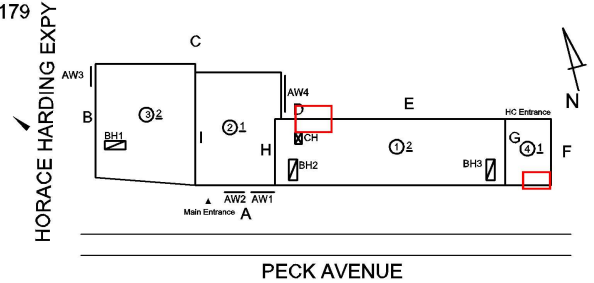 179
HORACE HARDING EXPY
C
AW3
AW4
B
BH1
3 2
I
2 1
D
E
HC Entrance
N
CH
H
BH2
1 2
BH3
G
4 1
F
Main Entrance
AW2
AW1
A
PECK AVENUE